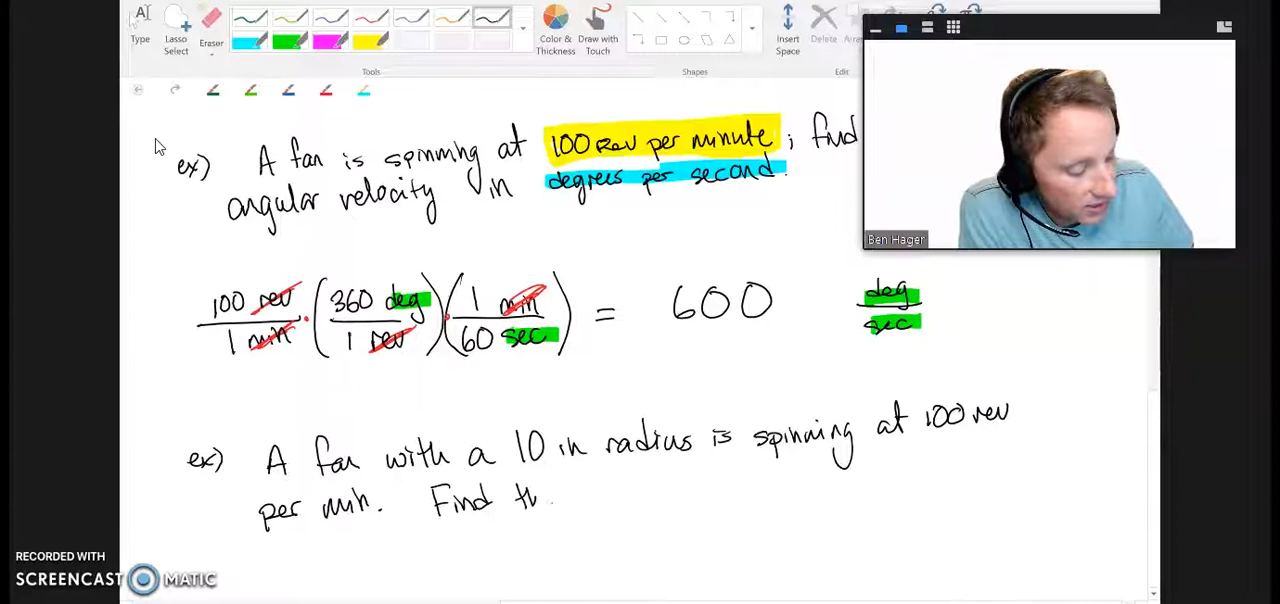 Type
Lasso
Select
Eraser
Color &
Thickness
Draw with
Touch
Insert
Space
Delete
Tools
Shapes
Edit
Ben Hager
ex) A fan is spinning at 100 rev per minute; find
angular velocity in degrees per second.
100 rev / 1 min · (360 deg / 1 rev) · (1 min / 60 sec) = 600 deg / sec
ex) A fan with a 10 in radius is spinning at 100 rev
per min. Find th
RECORDED WITH
SCREENCAST MATIC